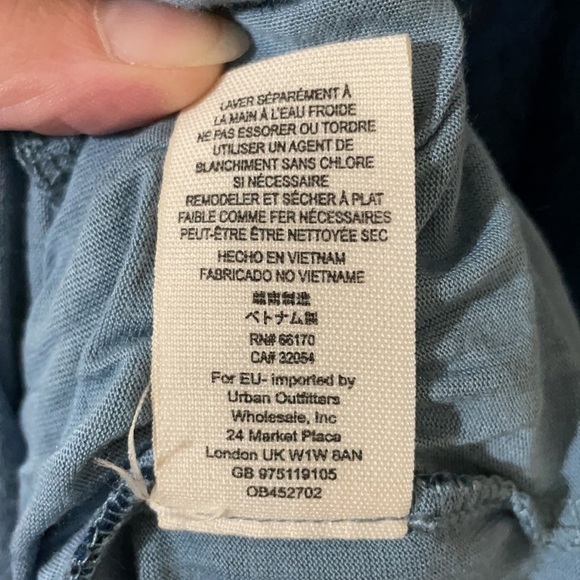 LAVER SÉPARÉMENT À
LA MAIN À L'EAU FROIDE
NE PAS ESSORER OU TORDRE
UTILISER UN AGENT DE
BLANCHIMENT SANS CHLORE
SI NÉCESSAIRE
REMODELER ET SÉCHER À PLAT
FAIBLE COMME FER NÉCESSAIRES
PEUT-ÊTRE ÊTRE NETTOYÉE SEC
HECHO EN VIETNAM
FABRICADO NO VIETNAME
越南制造
ベトナム製
RN# 66170
CA# 32054
For EU- imported by
Urban Outfitters
Wholesale, Inc
24 Market Place
London UK W1W 8AN
GB 975119105
OB452702